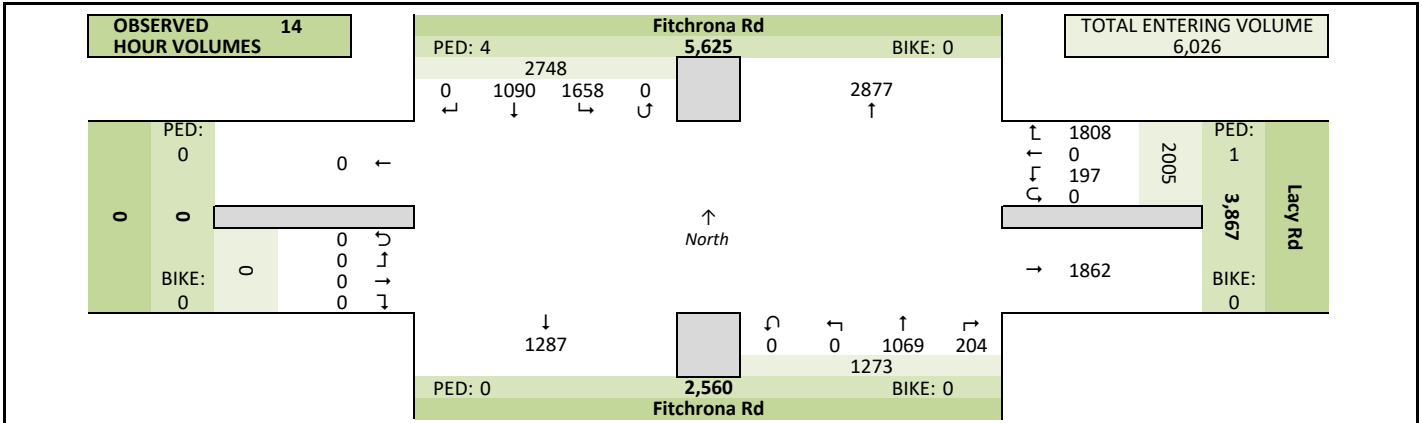 OBSERVED 14
HOUR VOLUMES
Fitchrona Rd
PED: 4 5,625 BIKE: 0
TOTAL ENTERING VOLUME
6,026
2748
0 1090 1658 0
↵ ↓ ↳ ↺
2877
↑
PED:
0
0 ←
0
0
0 ⮌
0 ↰
0 →
0 ↴
0
BIKE:
0
↑
North
↱ 1808
← 0
↲ 197
⮎ 0
2005
PED:
1
3,867
Lacy Rd
→ 1862
BIKE:
0
↓
1287
↶ ↰ ↑ ↱
0 0 1069 204
1273
PED: 0 2,560 BIKE: 0
Fitchrona Rd